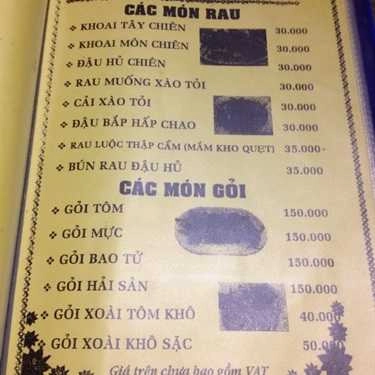 CÁC MÓN RAU
❖ KHOAI TÂY CHIÊN 30.000
❖ KHOAI MÔN CHIÊN 30.000
❖ ĐẬU HỦ CHIÊN 30.000
❖ RAU MUỐNG XÀO TỎI 30.000
❖ CẢI XÀO TỎI 30.000
❖ ĐẬU BẮP HẤP CHAO 30.000
❖ RAU LUỘC THẬP CẨM (MẮM KHO QUẸT) 35.000
❖ BÚN RAU ĐẬU HỦ 35.000
CÁC MÓN GỎI
❖ GỎI TÔM 150.000
❖ GỎI MỰC 150.000
❖ GỎI BAO TỬ 150.000
❖ GỎI HẢI SẢN 150.000
❖ GỎI XOÀI TÔM KHÔ 40.000
❖ GỎI XOÀI KHÔ SẶC 50.000
Giá trên chưa bao gồm VAT